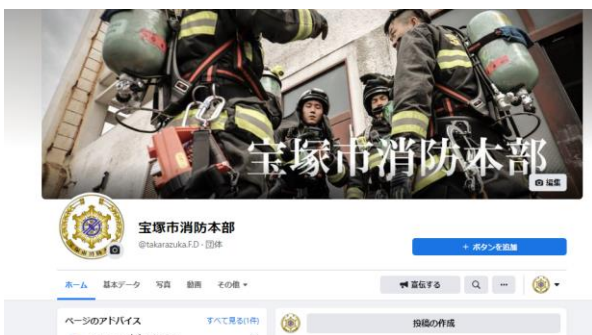 宝塚市消防本部
編集
宝塚市消防本部
@takarazuka.F.D · 団体
+ ボタンを追加
ホーム 基本データ 写真 動画 その他
宣伝する
ページのアドバイス すべて見る(1件)
投稿の作成